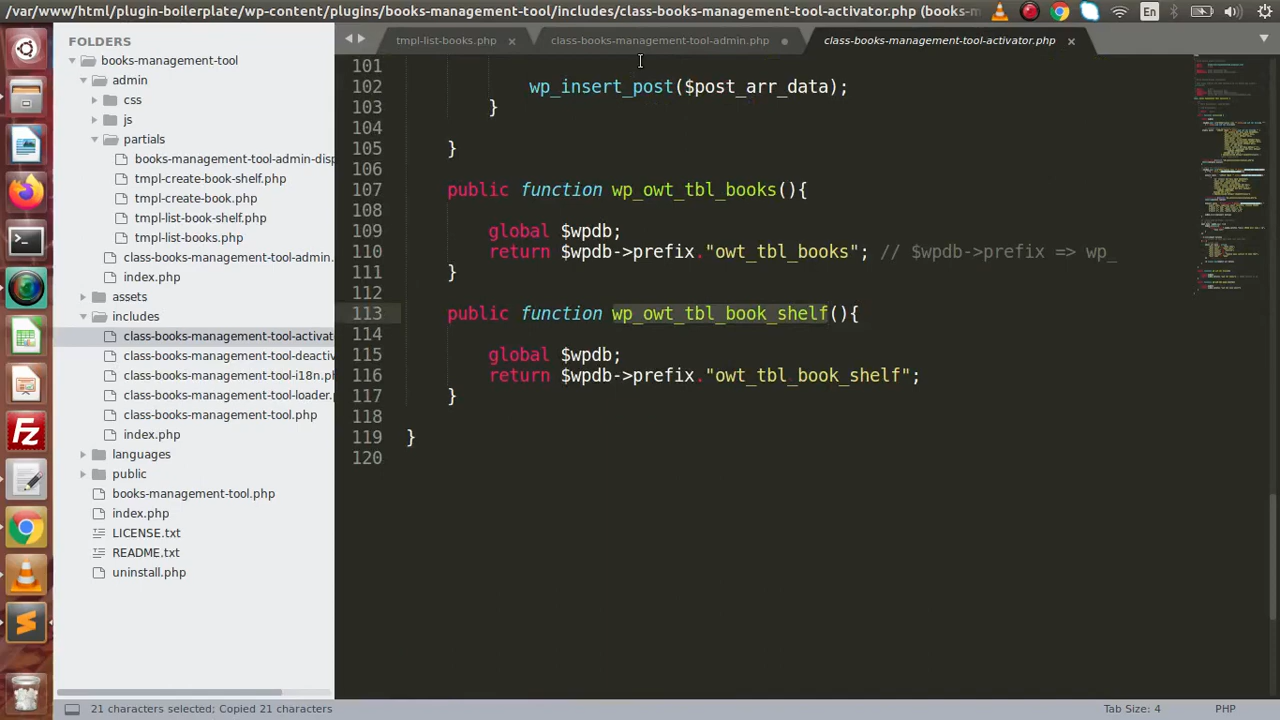 /var/www/html/plugin-boilerplate/wp-content/plugins/books-management-tool/includes/class-books-management-tool-activator.php (books-m
En
FOLDERS
books-management-tool
admin
css
js
partials
books-management-tool-admin-disp
tmpl-create-book-shelf.php
tmpl-create-book.php
tmpl-list-book-shelf.php
tmpl-list-books.php
class-books-management-tool-admin.
index.php
assets
includes
class-books-management-tool-activat
class-books-management-tool-deactiv
class-books-management-tool-i18n.ph
class-books-management-tool-loader.p
class-books-management-tool.php
index.php
languages
public
books-management-tool.php
index.php
LICENSE.txt
README.txt
uninstall.php
tmpl-list-books.php × class-books-management-tool-admin.php class-books-management-tool-activator.php ×
101
102 wp_insert_post($post_arr_data);
103 }
104
105 }
106
107 public function wp_owt_tbl_books(){
108
109 global $wpdb;
110 return $wpdb->prefix."owt_tbl_books"; // $wpdb->prefix => wp_
111 }
112
113 public function wp_owt_tbl_book_shelf(){
114
115 global $wpdb;
116 return $wpdb->prefix."owt_tbl_book_shelf";
117 }
118
119 }
120
21 characters selected; Copied 21 characters
Tab Size: 4
PHP